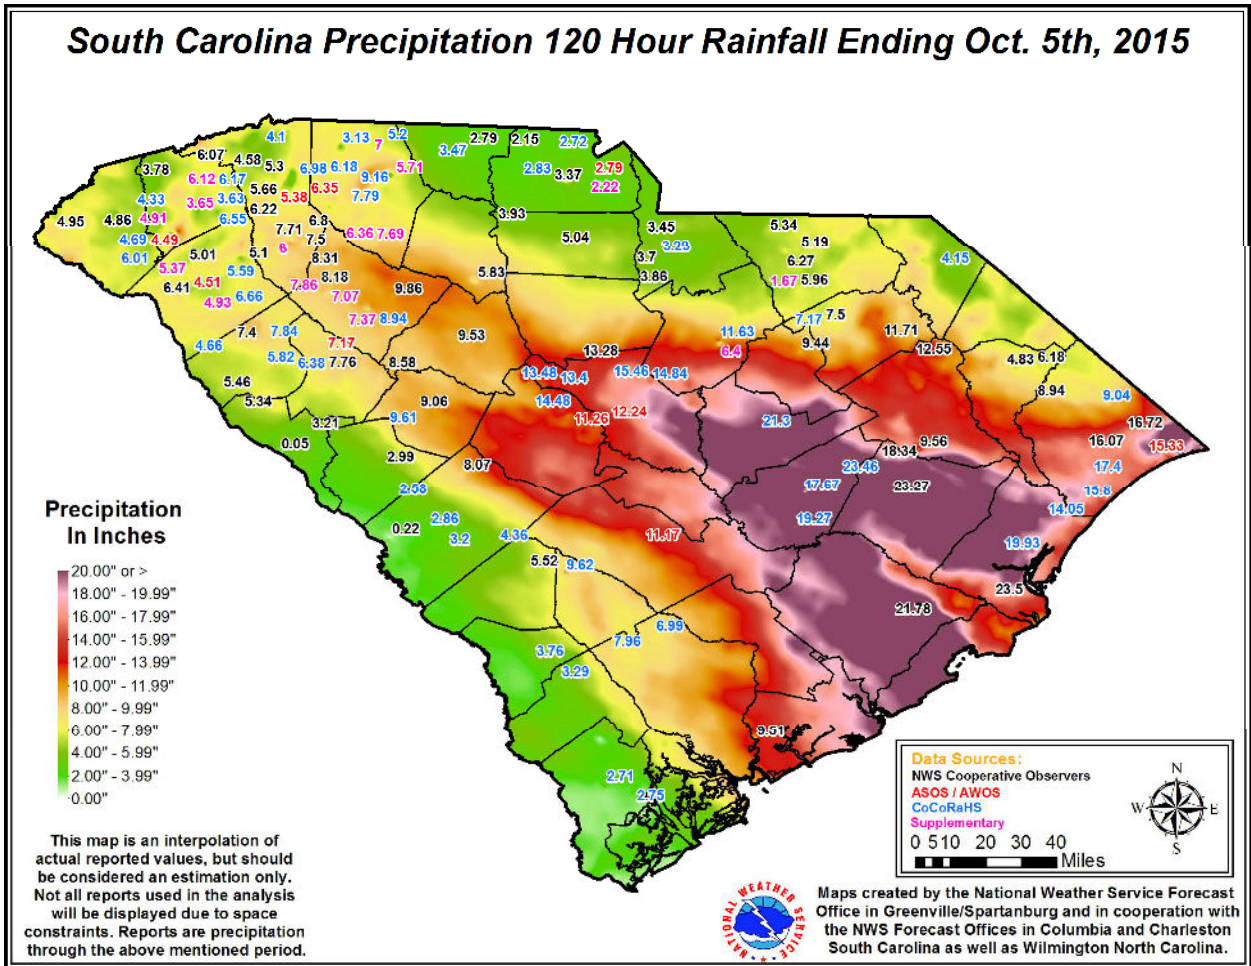 South Carolina Precipitation 120 Hour Rainfall Ending Oct. 5th, 2015
4.1 3.13 7 5.2 3.47 2.79 2.15 2.72
3.78 6.07 4.58 5.3 6.98 6.18 9.16 5.71 2.83 3.37 2.79 2.22
6.12 6.17 5.66 5.38 6.35 7.79
4.33 3.65 3.63 6.22
4.95 4.86 4.91 6.55 7.71 6.8 3.93 3.45 5.34
4.69 4.49 6 7.5 6.36 7.69 5.04 3.23 5.19
6.01 5.01 5.1 8.31 3.7 6.27 4.15
5.37 5.59 8.18 5.83 3.86 1.67 5.96
6.41 4.51 7.86 7.07 9.86
4.93 6.66
7.37 8.94 7.17 7.5
7.4 7.84 9.53 11.63 11.71
4.66 7.17 13.28 6.4 9.44 12.55
5.82 6.38 7.76 8.58 4.83 6.18
13.48 13.4 15.46 14.84
5.46 8.94 9.04
5.34 9.06 14.48
3.21 9.61 11.26 12.24 21.3 16.72
0.05 18.34 9.56 16.07 15.33
2.99 8.07 23.46 17.4
2.58 17.67 23.27 15.8
14.05
0.22 2.86 19.27
3.2 4.36 11.17 19.93
5.52 9.62
23.5
21.78
6.99
3.76 7.96
3.29
9.51
2.71
2.75
Precipitation
In Inches
20.00" or >
18.00" - 19.99"
16.00" - 17.99"
14.00" - 15.99"
12.00" - 13.99"
10.00" - 11.99"
8.00" - 9.99"
6.00" - 7.99"
4.00" - 5.99"
2.00" - 3.99"
0.00"
This map is an interpolation of
actual reported values, but should
be considered an estimation only.
Not all reports used in the analysis
will be displayed due to space
constraints. Reports are precipitation
through the above mentioned period.
Data Sources:
NWS Cooperative Observers
ASOS / AWOS
CoCoRaHS
Supplementary
N
W E
S
0 510 20 30 40
Miles
NATIONAL WEATHER SERVICE
Maps created by the National Weather Service Forecast
Office in Greenville/Spartanburg and in cooperation with
the NWS Forecast Offices in Columbia and Charleston
South Carolina as well as Wilmington North Carolina.